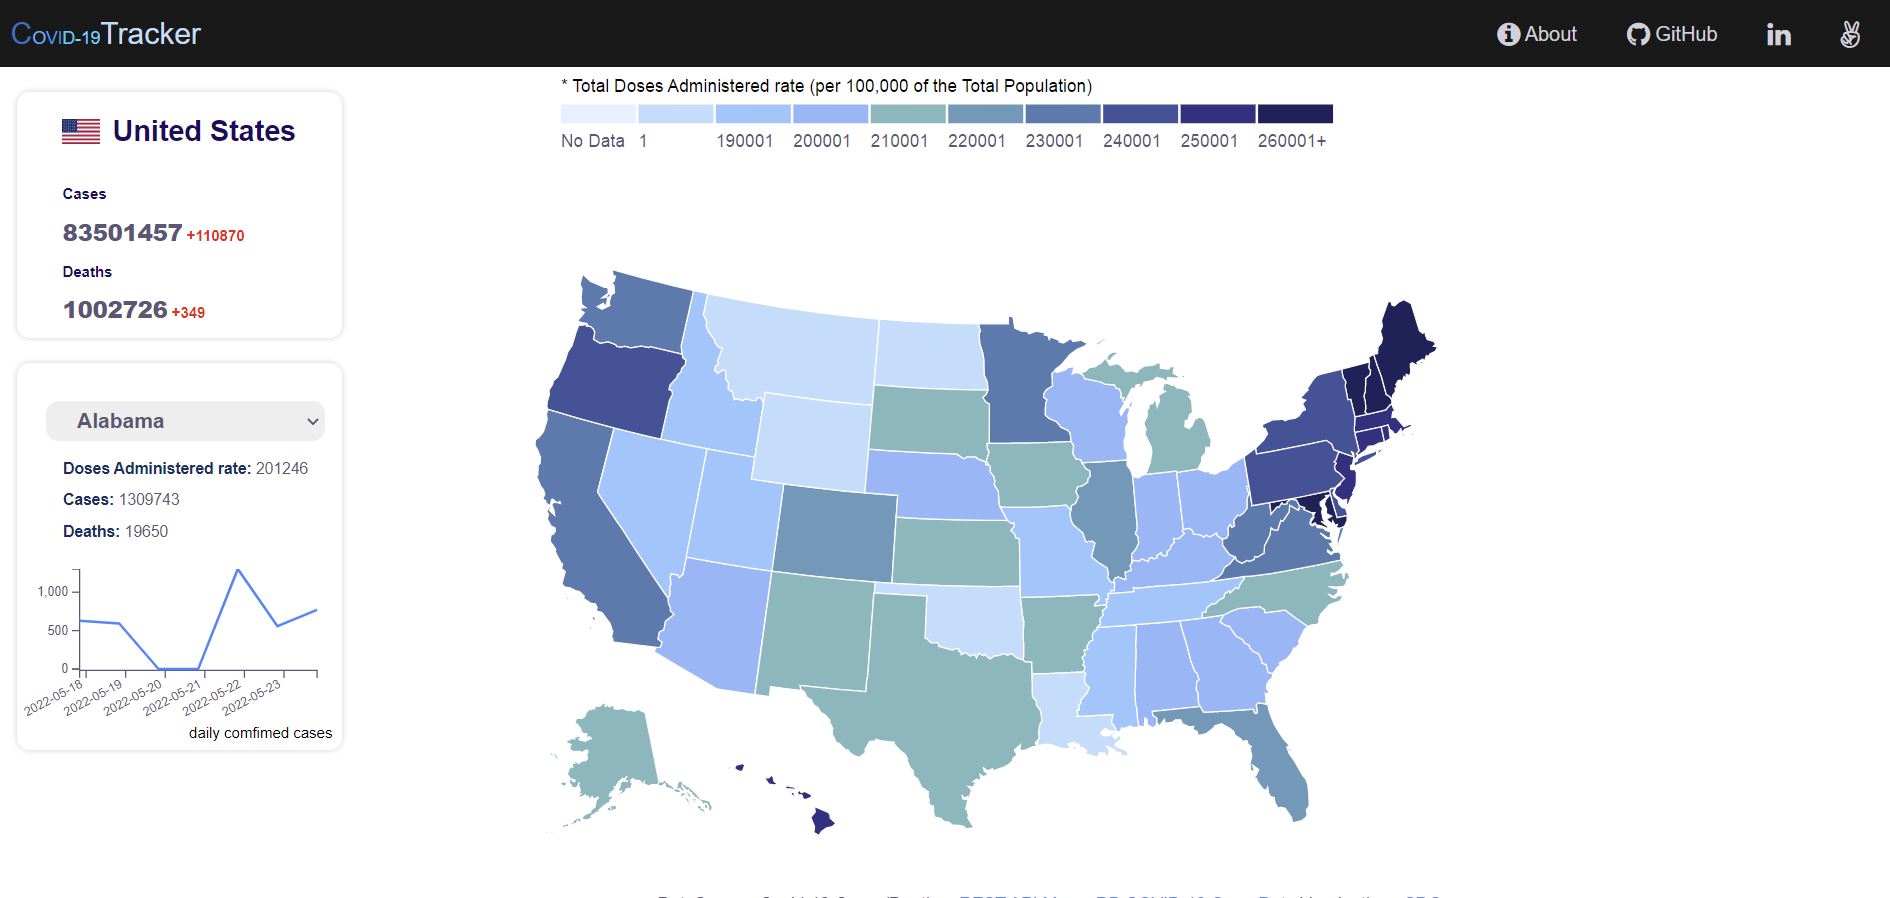 Covid-19Tracker
About
GitHub
in
United States
Cases
83501457 +110870
Deaths
1002726 +349
Alabama
Doses Administered rate: 201246
Cases: 1309743
Deaths: 19650
1,000
500
0
2022-05-18
2022-05-19
2022-05-20
2022-05-21
2022-05-22
2022-05-23
daily comfimed cases
* Total Doses Administered rate (per 100,000 of the Total Population)
No Data 1 190001 200001 210001 220001 230001 240001 250001 260001+